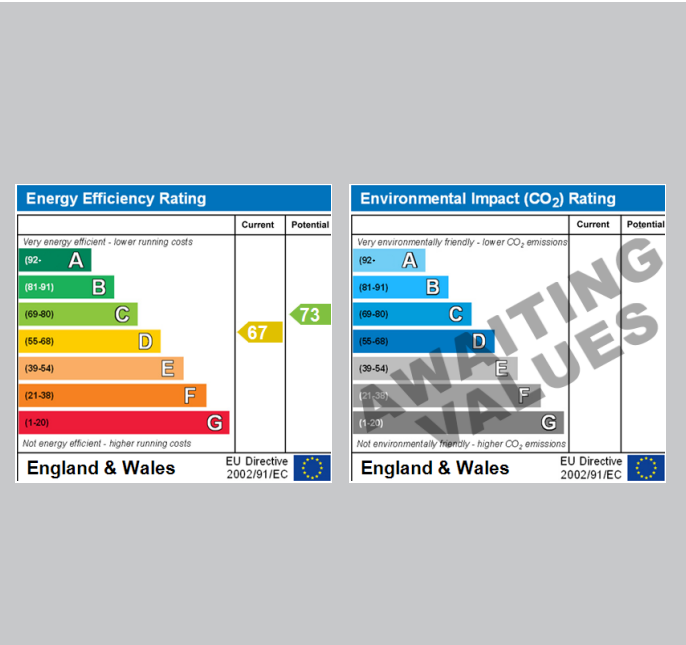 Energy Efficiency Rating
Current Potential
Very energy efficient - lower running costs
(92- A
(81-91) B
(69-80) C
73
(55-68) D
67
(39-54) E
(21-38) F
(1-20) G
Not energy efficient - higher running costs
England & Wales
EU Directive
2002/91/EC
Environmental Impact (CO2) Rating
Current Potential
Very environmentally friendly - lower CO2 emissions
(92- A
(81-91) B
(69-80) C
(55-68) D
(39-54) E
(21-38) F
(1-20) G
Not environmentally friendly - higher CO2 emissions
AWAITING
VALUES
England & Wales
EU Directive
2002/91/EC